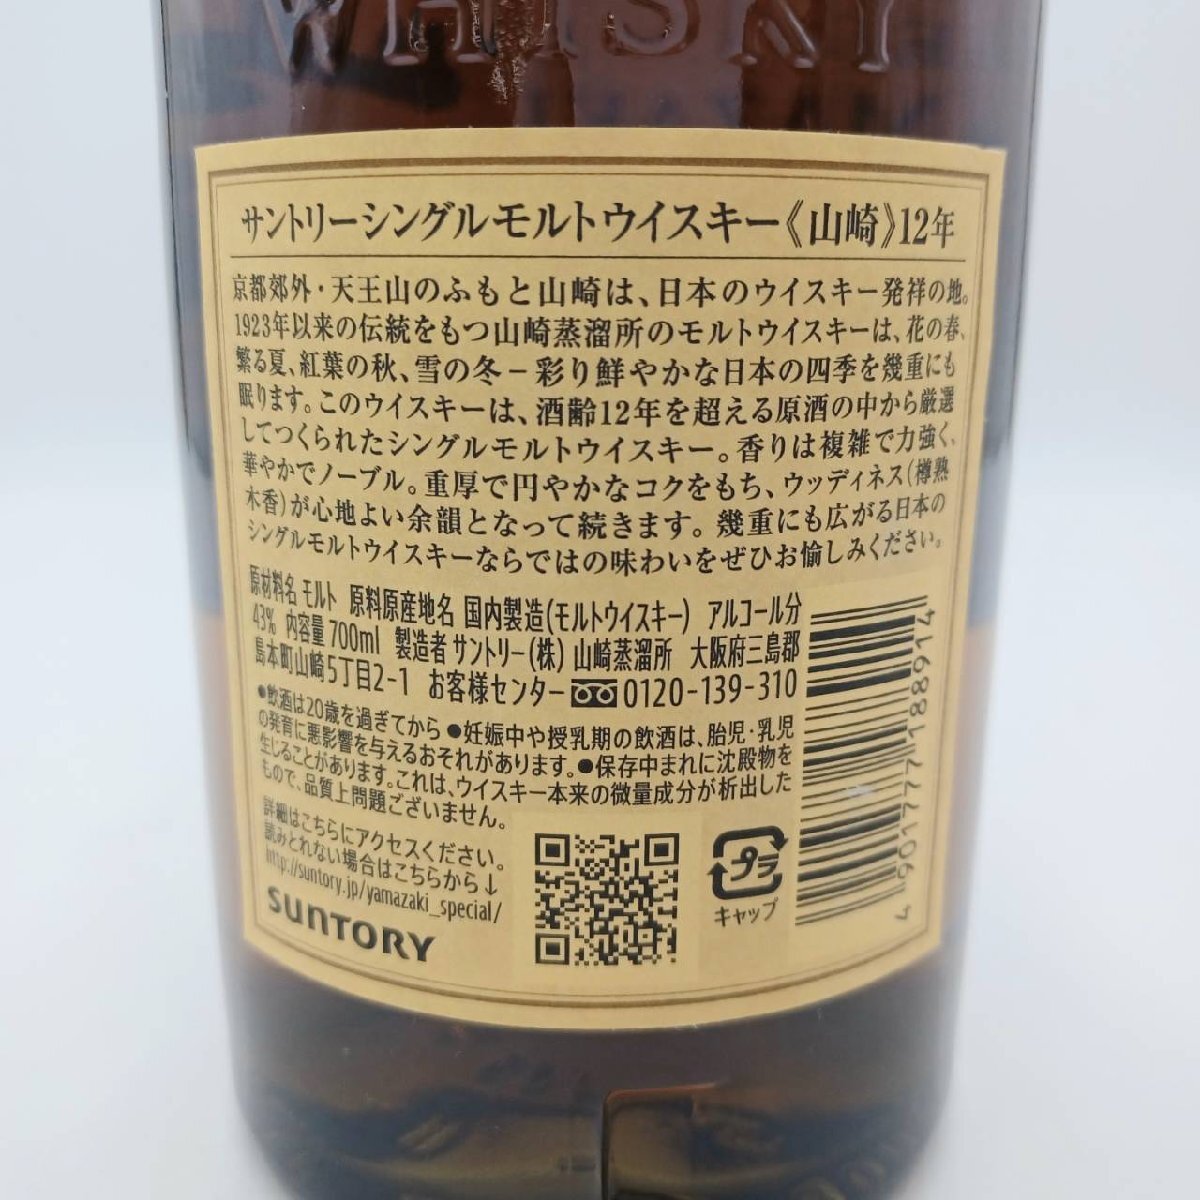 WHISKY
サントリーシングルモルトウイスキー《山崎》12年
京都郊外・天王山のふもと山崎は、日本のウイスキー発祥の地。
1923年以来の伝統をもつ山崎蒸溜所のモルトウイスキーは、花の春、
繁る夏、紅葉の秋、雪の冬－彩り鮮やかな日本の四季を幾重にも
眠ります。このウイスキーは、酒齢12年を超える原酒の中から厳選
してつくられたシングルモルトウイスキー。香りは複雑で力強く、
華やかでノーブル。重厚で円やかなコクをもち、ウッディネス(樽熟
木香)が心地よい余韻となって続きます。幾重にも広がる日本の
シングルモルトウイスキーならではの味わいをぜひお愉しみください。
原材料名 モルト 原料原産地名 国内製造(モルトウイスキー) アルコール分
43% 内容量 700ml 製造者 サントリー(株) 山崎蒸溜所 大阪府三島郡
島本町山崎5丁目2-1 お客様センター 0120-139-310
●飲酒は20歳を過ぎてから ●妊娠中や授乳期の飲酒は、胎児・乳児
の発育に悪影響を与えるおそれがあります。●保存中まれに沈殿物を
生じることがあります。これは、ウイスキー本来の微量成分が析出した
もので、品質上問題ございません。
詳細はこちらにアクセスください。
読みとれない場合はこちらから↓
http://suntory.jp/yamazaki_special/
SUNTORY
プラ
キャップ
4 901777 188914